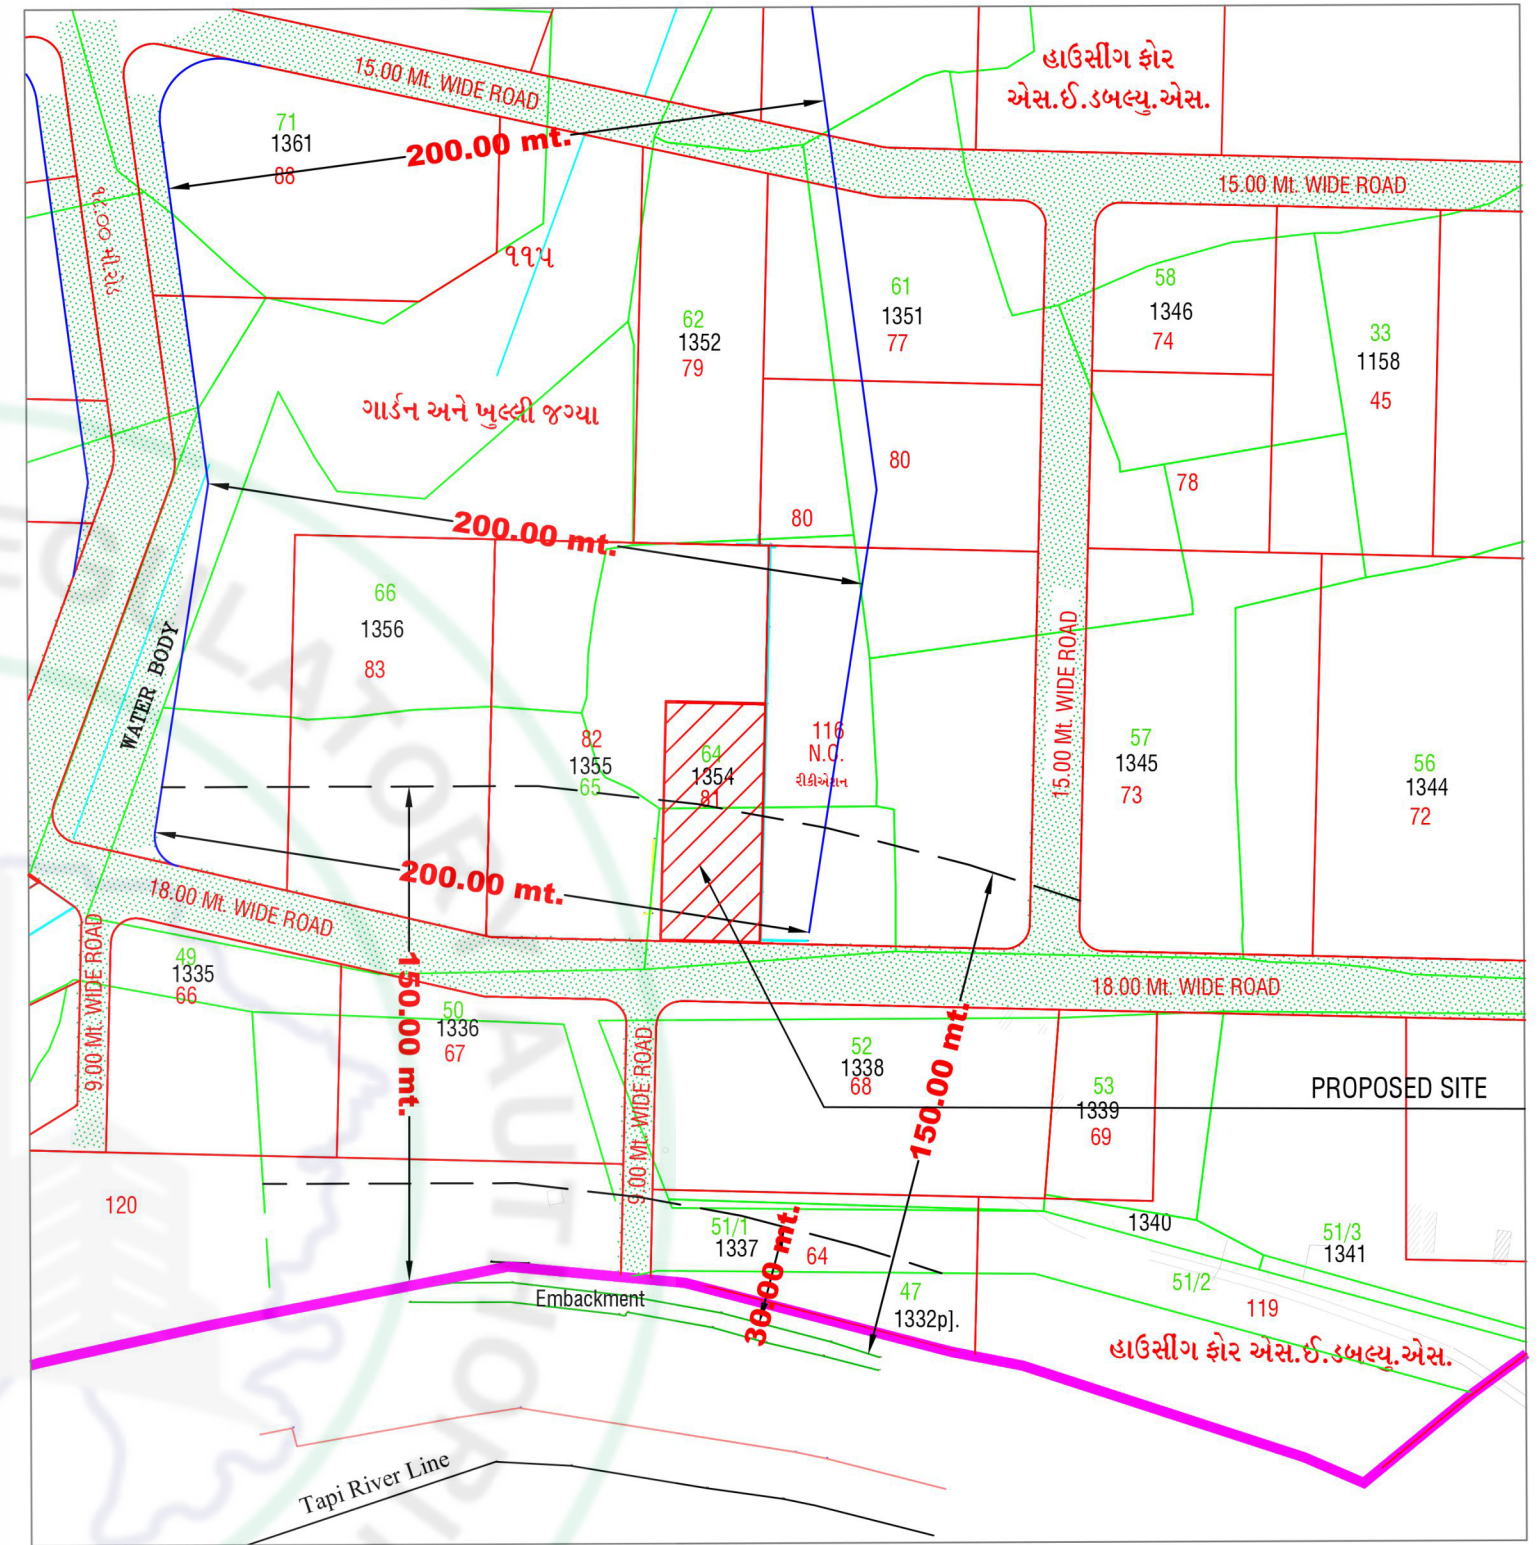 હાઉસીંગ ફોર
એસ.ઈ.ડબલ્યુ.એસ.
15.00 Mt. WIDE ROAD
200.00 mt.
71
1361
88
15.00 Mt. WIDE ROAD
૧૧૫
61
1351
77
58
1346
74
62
1352
79
33
1158
45
ગાર્ડન અને ખુલ્લી જગ્યા
80
78
80
200.00 mt.
66
1356
83
WATER BODY
15.00 Mt. WIDE ROAD
82
1355
65
64
1354
81
116
N.C.
રીક્રીએશન
57
1345
73
56
1344
72
200.00 mt.
18.00 Mt. WIDE ROAD
9.00 Mt. WIDE ROAD
49
1335
66
150.00 mt.
18.00 Mt. WIDE ROAD
50
1336
67
9.00 Mt. WIDE ROAD
52
1338
68
150.00 mt.
53
1339
69
PROPOSED SITE
120
51/1
1337
64
30.00 mt.
1340
51/3
1341
51/2
119
47
1332p].
Embackment
હાઉસીંગ ફોર એસ.ઈ.ડબલ્યુ.એસ.
Tapi River Line
REGULATORY AUTHORITY